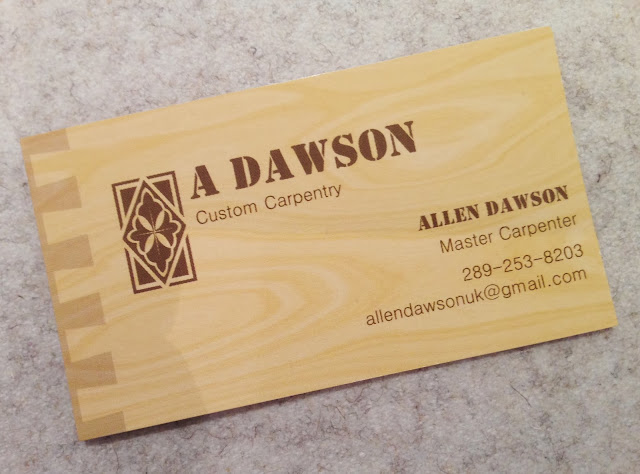 A DAWSON
Custom Carpentry
ALLEN DAWSON
Master Carpenter
289-253-8203
allendawsonuk@gmail.com